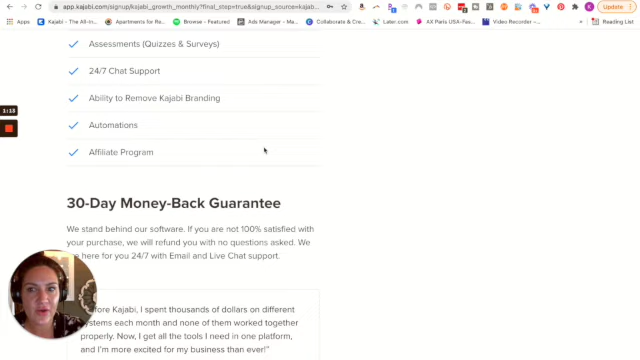 app.kajabi.com/signup/kajabi_growth_monthly?final_step=true&signup_source=kajab...
Update
Apps
Kajabi | The All-in...
Apartments for Re...
Browse - Featured
Ads Manager - Ma...
Collaborate & Cre...
Later.com
AX Paris USA-Fas...
Video Recorder –...
Reading List
Assessments (Quizzes & Surveys)
24/7 Chat Support
Ability to Remove Kajabi Branding
1:13
Automations
Affiliate Program
30-Day Money-Back Guarantee
We stand behind our software. If you are not 100% satisfied with
your purchase, we will refund you with no questions asked. We
here for you 24/7 with Email and Live Chat support.
Kajabi, I spent thousands of dollars on different
systems each month and none of them worked together
properly. Now, I get all the tools I need in one platform,
and I'm more excited for my business than ever!"